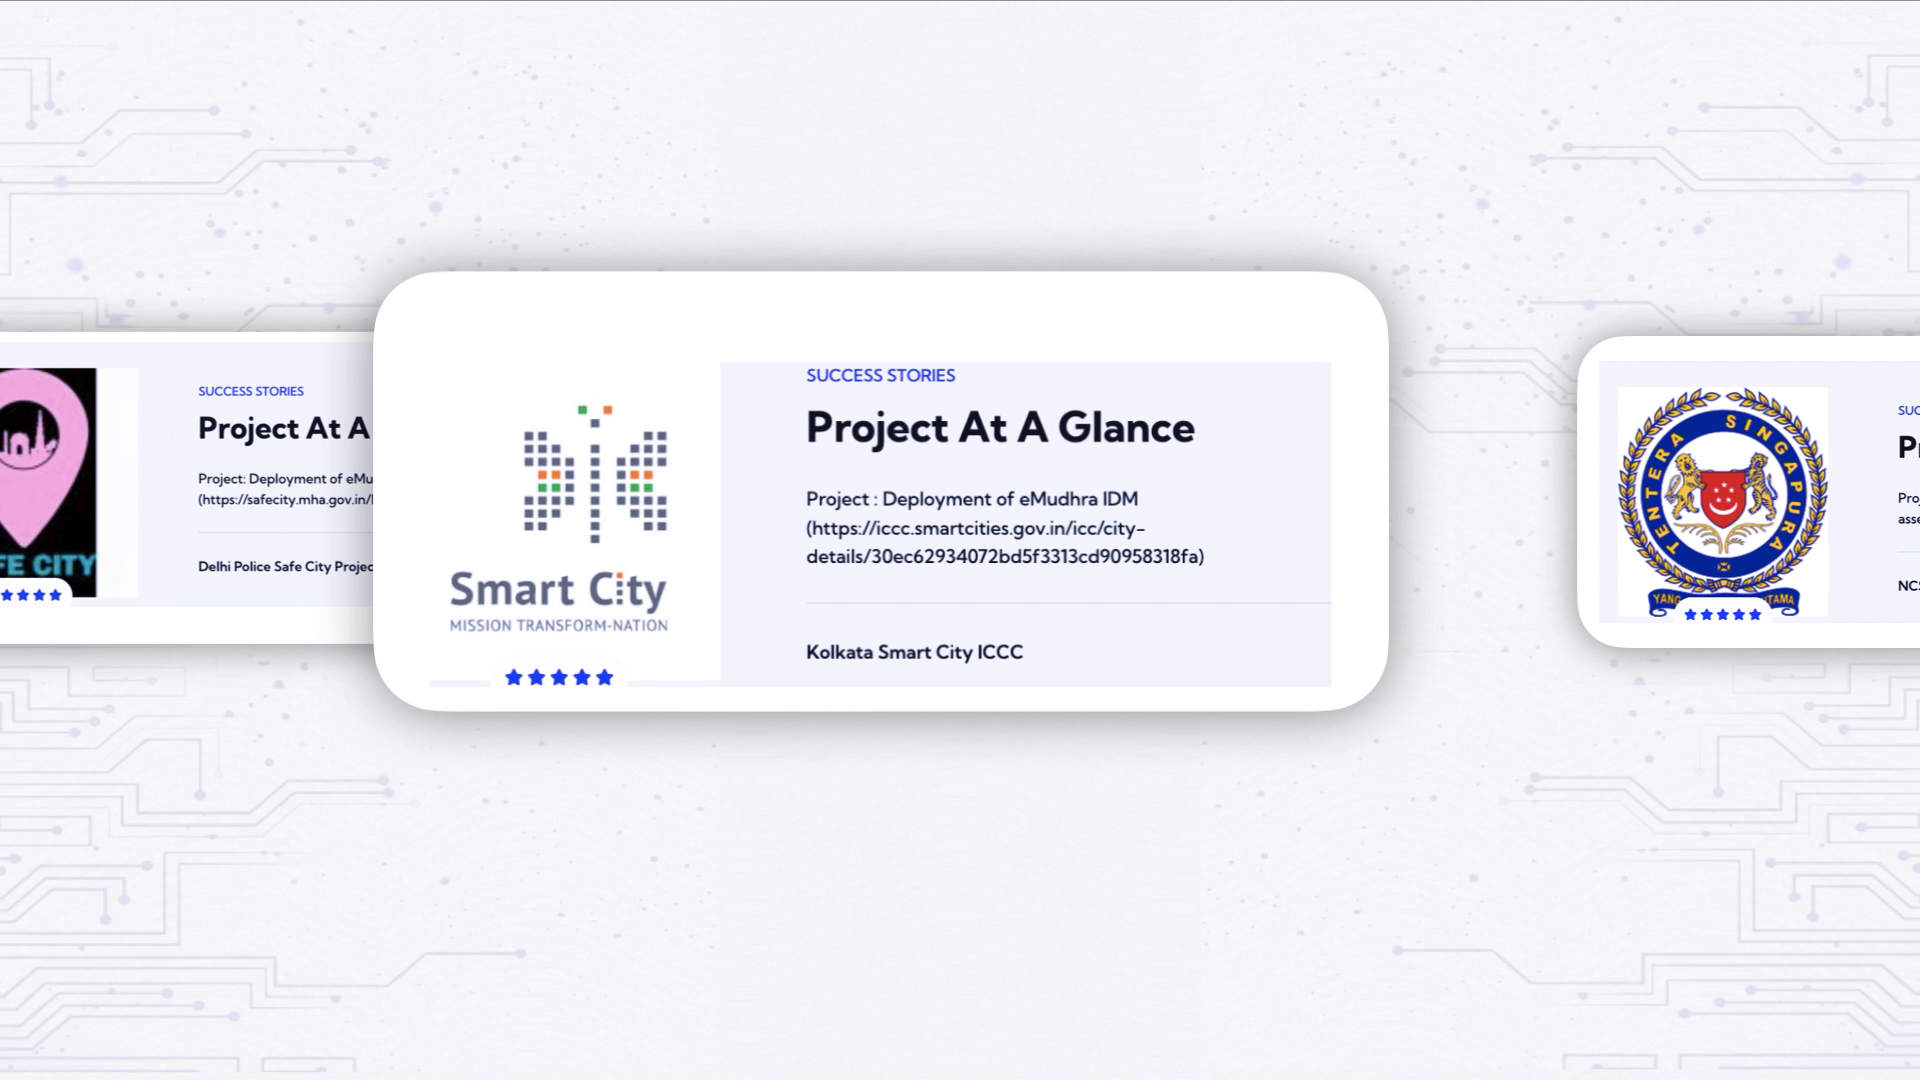 FE CITY
SUCCESS STORIES
Project At A
Project: Deployment of eMu
(https://safecity.mha.gov.in/
Delhi Police Safe City Projec
Smart City
MISSION TRANSFORM-NATION
SUCCESS STORIES
Project At A Glance
Project : Deployment of eMudhra IDM
(https://iccc.smartcities.gov.in/icc/city-
details/30ec62934072bd5f3313cd90958318fa)
Kolkata Smart City ICCC
TENTERA SINGAPURA
YANG
UTAMA
SUC
Pr
Proj
asse
NCS